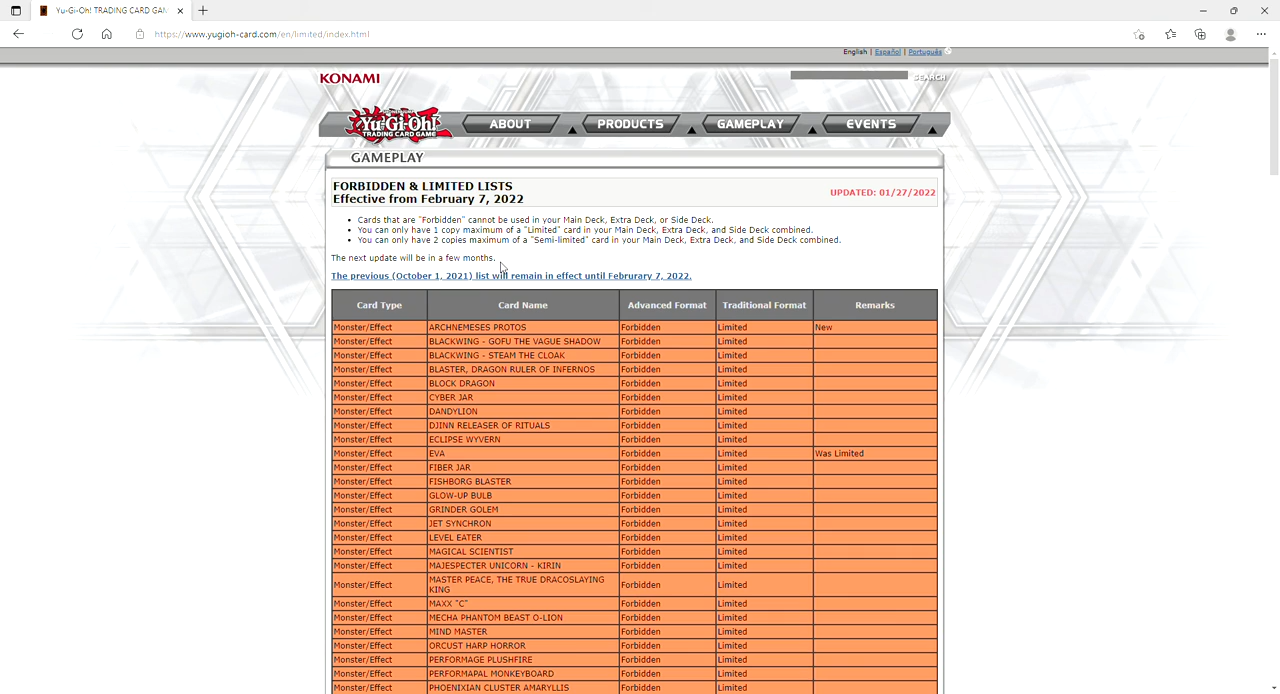 Yu-Gi-Oh! TRADING CARD GAM
https://www.yugioh-card.com/en/limited/index.html
English | Español | Português
KONAMI
SEARCH
Yu-Gi-Oh!
TRADING CARD GAME
ABOUT PRODUCTS GAMEPLAY EVENTS
GAMEPLAY
FORBIDDEN & LIMITED LISTS
Effective from February 7, 2022
UPDATED: 01/27/2022
• Cards that are "Forbidden" cannot be used in your Main Deck, Extra Deck, or Side Deck.
• You can only have 1 copy maximum of a "Limited" card in your Main Deck, Extra Deck, and Side Deck combined.
• You can only have 2 copies maximum of a "Semi-limited" card in your Main Deck, Extra Deck, and Side Deck combined.
The next update will be in a few months.
The previous (October 1, 2021) list will remain in effect until Februrary 7, 2022.
Card Type Card Name Advanced Format Traditional Format Remarks
Monster/Effect ARCHNEMESES PROTOS Forbidden Limited New
Monster/Effect BLACKWING - GOFU THE VAGUE SHADOW Forbidden Limited
Monster/Effect BLACKWING - STEAM THE CLOAK Forbidden Limited
Monster/Effect BLASTER, DRAGON RULER OF INFERNOS Forbidden Limited
Monster/Effect BLOCK DRAGON Forbidden Limited
Monster/Effect CYBER JAR Forbidden Limited
Monster/Effect DANDYLION Forbidden Limited
Monster/Effect DJINN RELEASER OF RITUALS Forbidden Limited
Monster/Effect ECLIPSE WYVERN Forbidden Limited
Monster/Effect EVA Forbidden Limited Was Limited
Monster/Effect FIBER JAR Forbidden Limited
Monster/Effect FISHBORG BLASTER Forbidden Limited
Monster/Effect GLOW-UP BULB Forbidden Limited
Monster/Effect GRINDER GOLEM Forbidden Limited
Monster/Effect JET SYNCHRON Forbidden Limited
Monster/Effect LEVEL EATER Forbidden Limited
Monster/Effect MAGICAL SCIENTIST Forbidden Limited
Monster/Effect MAJESPECTER UNICORN - KIRIN Forbidden Limited
Monster/Effect MASTER PEACE, THE TRUE DRACOSLAYING KING Forbidden Limited
Monster/Effect MAXX "C" Forbidden Limited
Monster/Effect MECHA PHANTOM BEAST O-LION Forbidden Limited
Monster/Effect MIND MASTER Forbidden Limited
Monster/Effect ORCUST HARP HORROR Forbidden Limited
Monster/Effect PERFORMAGE PLUSHFIRE Forbidden Limited
Monster/Effect PERFORMAPAL MONKEYBOARD Forbidden Limited
Monster/Effect PHOENIXIAN CLUSTER AMARYLLIS Forbidden Limited